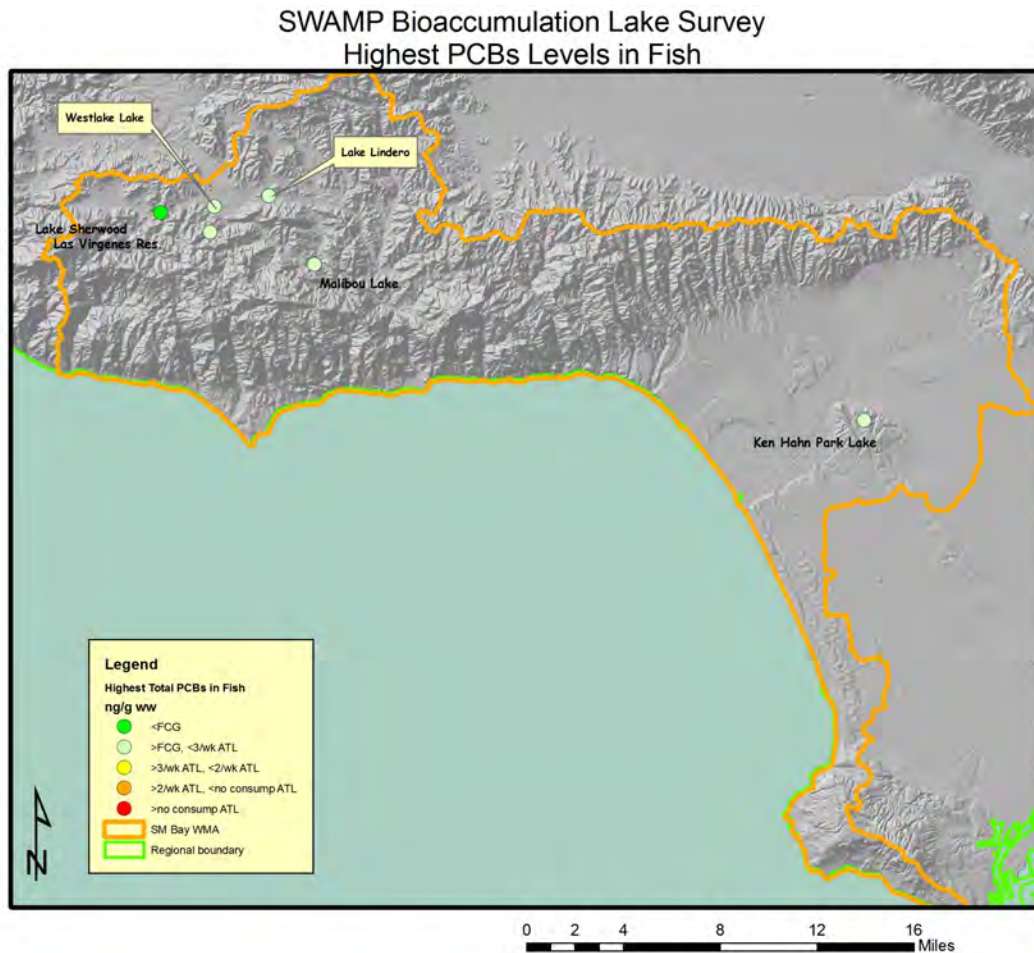 SWAMP Bioaccumulation Lake Survey
Highest PCBs Levels in Fish
Westlake Lake
Lake Lindero
Lake Sherwood
Las Virgenes Res.
Malibou Lake
Ken Hahn Park Lake
Legend
Highest Total PCBs in Fish
ng/g ww
<FCG
>FCG, <3/wk ATL
>3/wk ATL, <2/wk ATL
>2/wk ATL, <no consump ATL
>no consump ATL
SM Bay WMA
Regional boundary
N
0 2 4 8 12 16
Miles